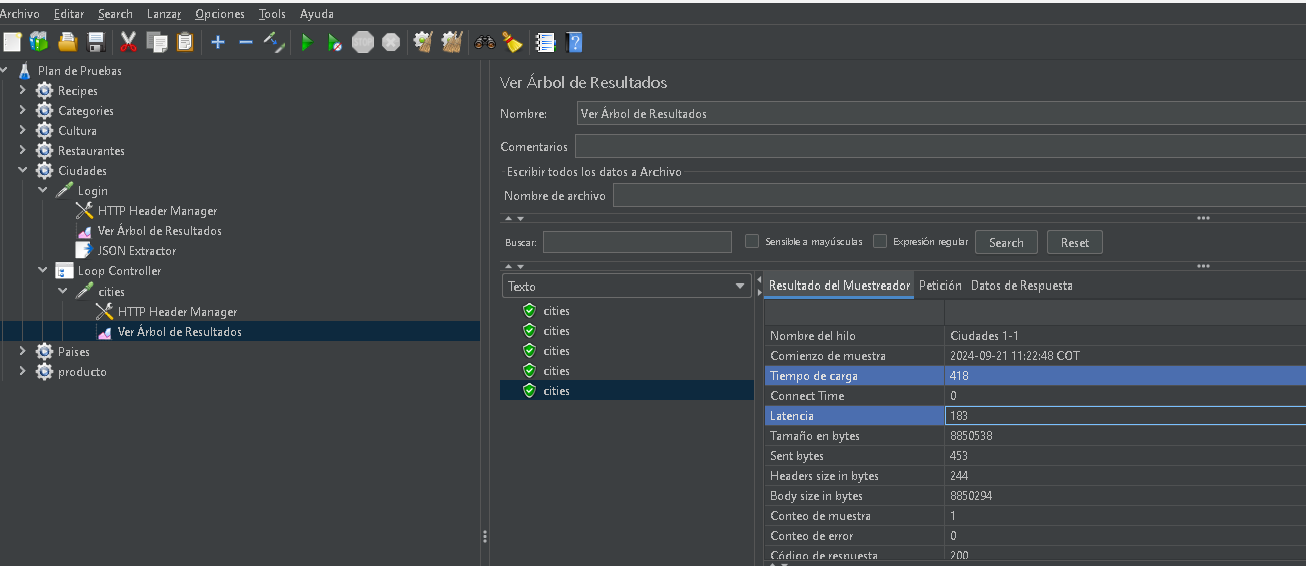 Archivo Editar Search Lanzar Opciones Tools Ayuda
STOP
Plan de Pruebas
Recipes
Categories
Cultura
Restaurantes
Ciudades
Login
HTTP Header Manager
Ver Árbol de Resultados
JSON Extractor
Loop Controller
cities
HTTP Header Manager
Ver Árbol de Resultados
Paises
producto
Ver Árbol de Resultados
Nombre: Ver Árbol de Resultados
Comentarios
Escribir todos los datos a Archivo
Nombre de archivo
Buscar: Sensible a mayúsculas Expresión regular Search Reset
Texto
cities
cities
cities
cities
cities
Resultado del Muestreador Petición Datos de Respuesta
Nombre del hilo Ciudades 1-1
Comienzo de muestra 2024-09-21 11:22:48 COT
Tiempo de carga 418
Connect Time 0
Latencia 183
Tamaño en bytes 8850538
Sent bytes 453
Headers size in bytes 244
Body size in bytes 8850294
Conteo de muestra 1
Conteo de error 0
Código de respuesta 200